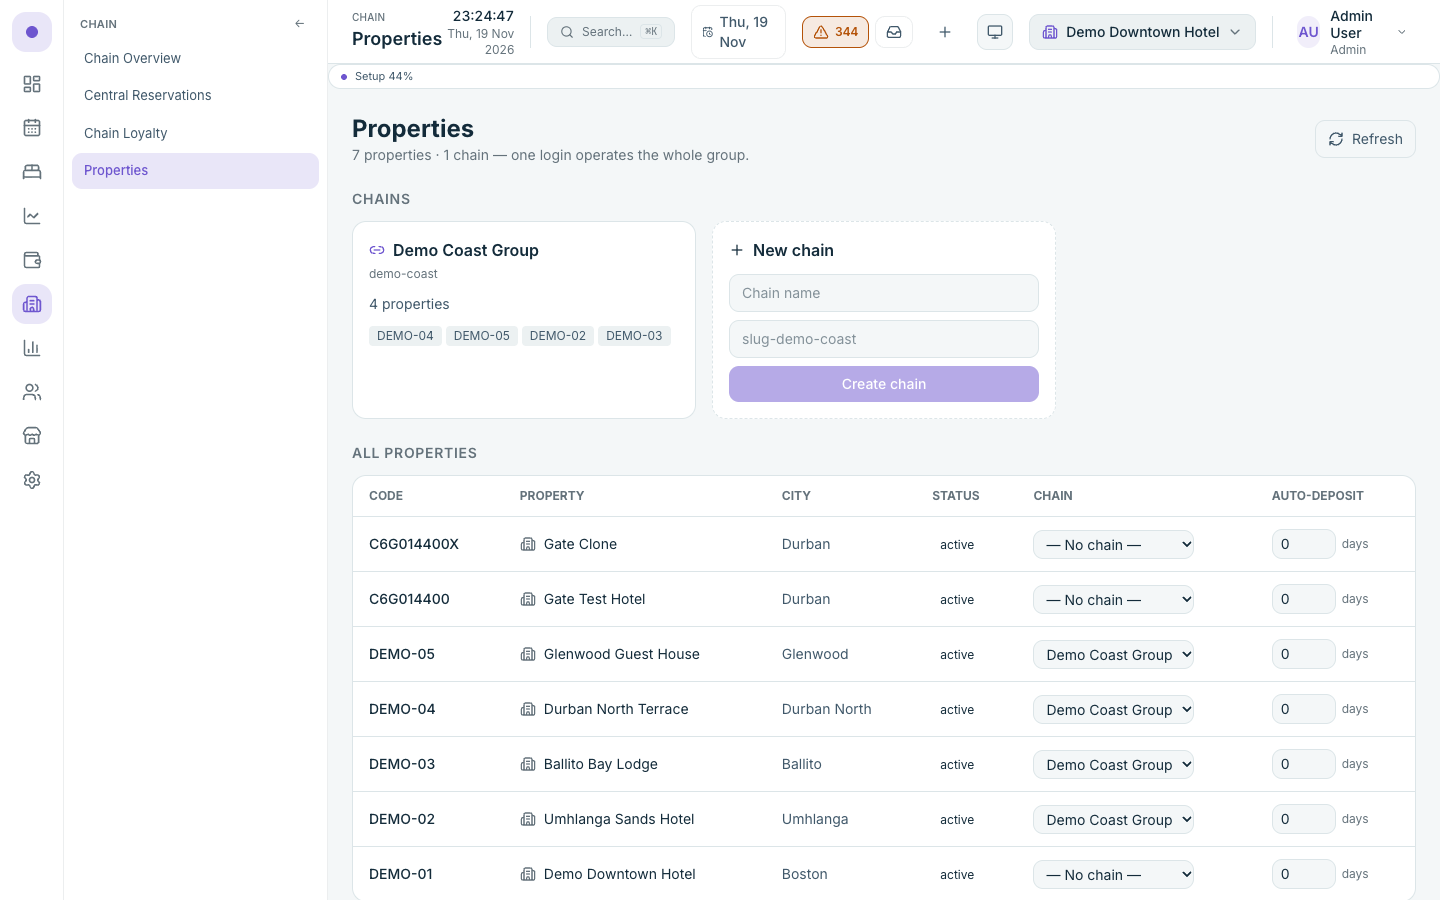 CHAIN
Chain Overview
Central Reservations
Chain Loyalty
Properties
CHAIN
Properties
23:24:47
Thu, 19 Nov
2026
Search... ⌘K
Thu, 19
Nov
344
Demo Downtown Hotel
AU
Admin
User
Admin
Setup 44%
Properties
7 properties · 1 chain — one login operates the whole group.
Refresh
CHAINS
Demo Coast Group
demo-coast
4 properties
DEMO-04 DEMO-05 DEMO-02 DEMO-03
New chain
Chain name
slug-demo-coast
Create chain
ALL PROPERTIES
CODE PROPERTY CITY STATUS CHAIN AUTO-DEPOSIT
C6G014400X Gate Clone Durban active — No chain — 0 days
C6G014400 Gate Test Hotel Durban active — No chain — 0 days
DEMO-05 Glenwood Guest House Glenwood active Demo Coast Group 0 days
DEMO-04 Durban North Terrace Durban North active Demo Coast Group 0 days
DEMO-03 Ballito Bay Lodge Ballito active Demo Coast Group 0 days
DEMO-02 Umhlanga Sands Hotel Umhlanga active Demo Coast Group 0 days
DEMO-01 Demo Downtown Hotel Boston active — No chain — 0 days